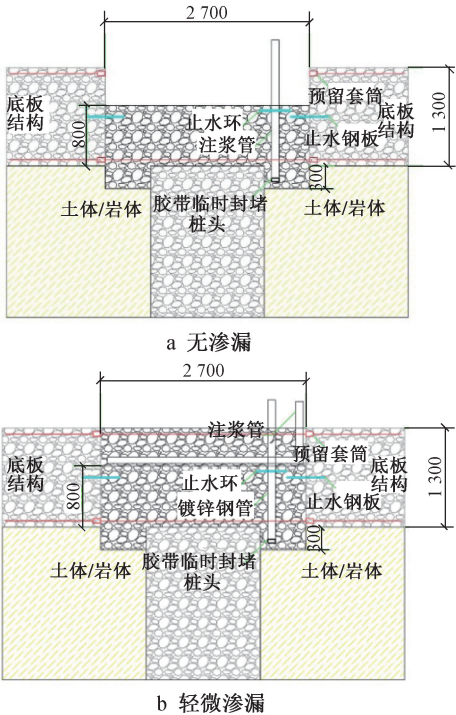 2 700
底板
结构
800
止水环
注浆管
预留套筒
底板
结构
1 300
止水钢板
300
土体/岩体
胶带临时封堵
桩头
土体/岩体
a 无渗漏
2 700
注浆管
预留套筒
底板
结构
800
止水环
镀锌钢管
底板
结构
1 300
止水钢板
300
土体/岩体
胶带临时封堵
桩头
土体/岩体
b 轻微渗漏